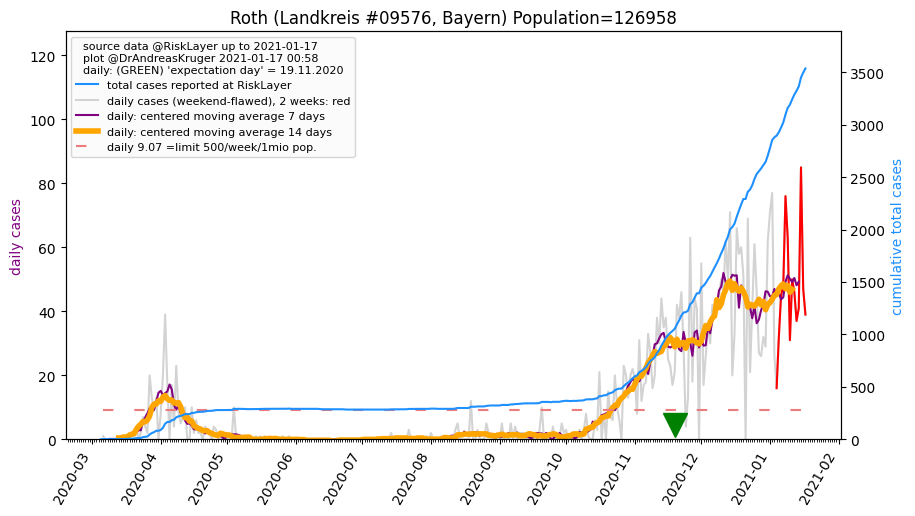 Roth (Landkreis #09576, Bayern) Population=126958
source data @RiskLayer up to 2021-01-17
plot @DrAndreasKruger 2021-01-17 00:58
daily: (GREEN) 'expectation day' = 19.11.2020
total cases reported at RiskLayer
daily cases (weekend-flawed), 2 weeks: red
daily: centered moving average 7 days
daily: centered moving average 14 days
daily 9.07 =limit 500/week/1mio pop.
daily cases
120
100
80
60
40
20
0
cumulative total cases
3500
3000
2500
2000
1500
1000
500
0
2020-03
2020-04
2020-05
2020-06
2020-07
2020-08
2020-09
2020-10
2020-11
2020-12
2021-01
2021-02